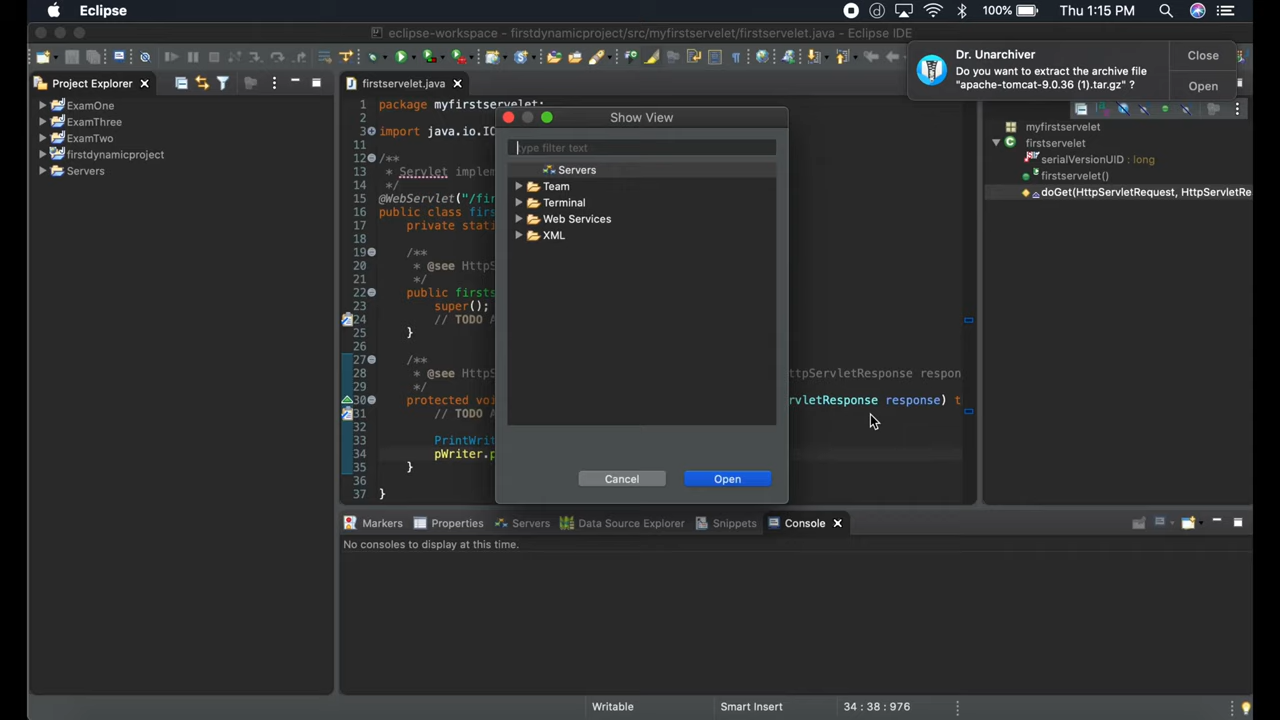 Eclipse
100%
Thu 1:15 PM
eclipse-workspace - firstdynamicproject/src/myfirstservelet/firstservelet.java - Eclipse IDE
Dr. Unarchiver
Do you want to extract the archive file
"apache-tomcat-9.0.36 (1).tar.gz" ?
Close
Open
Project Explorer
ExamOne
ExamThree
ExamTwo
firstdynamicproject
Servers
firstservelet.java
1 package myfirstservelet;
2
3 import java.io.IO
11
12 /**
13 * Servlet implem
14 */
15 @WebServlet("/fir
16 public class firs
17 private stati
18
19 /**
20 * @see HttpS
21 */
22 public firsts
23 super();
24 // TODO A
25 }
26
27 /**
28 * @see HttpS
ttpServletResponse respon
29 */
30 protected voi
rvletResponse response) t
31 // TODO A
32
33 PrintWrit
34 pWriter.p
35 }
36
37 }
Show View
type filter text
Servers
Team
Terminal
Web Services
XML
Cancel
Open
myfirstservelet
firstservelet
serialVersionUID : long
firstservelet()
doGet(HttpServletRequest, HttpServletRe
Markers
Properties
Servers
Data Source Explorer
Snippets
Console
No consoles to display at this time.
Writable
Smart Insert
34 : 38 : 976